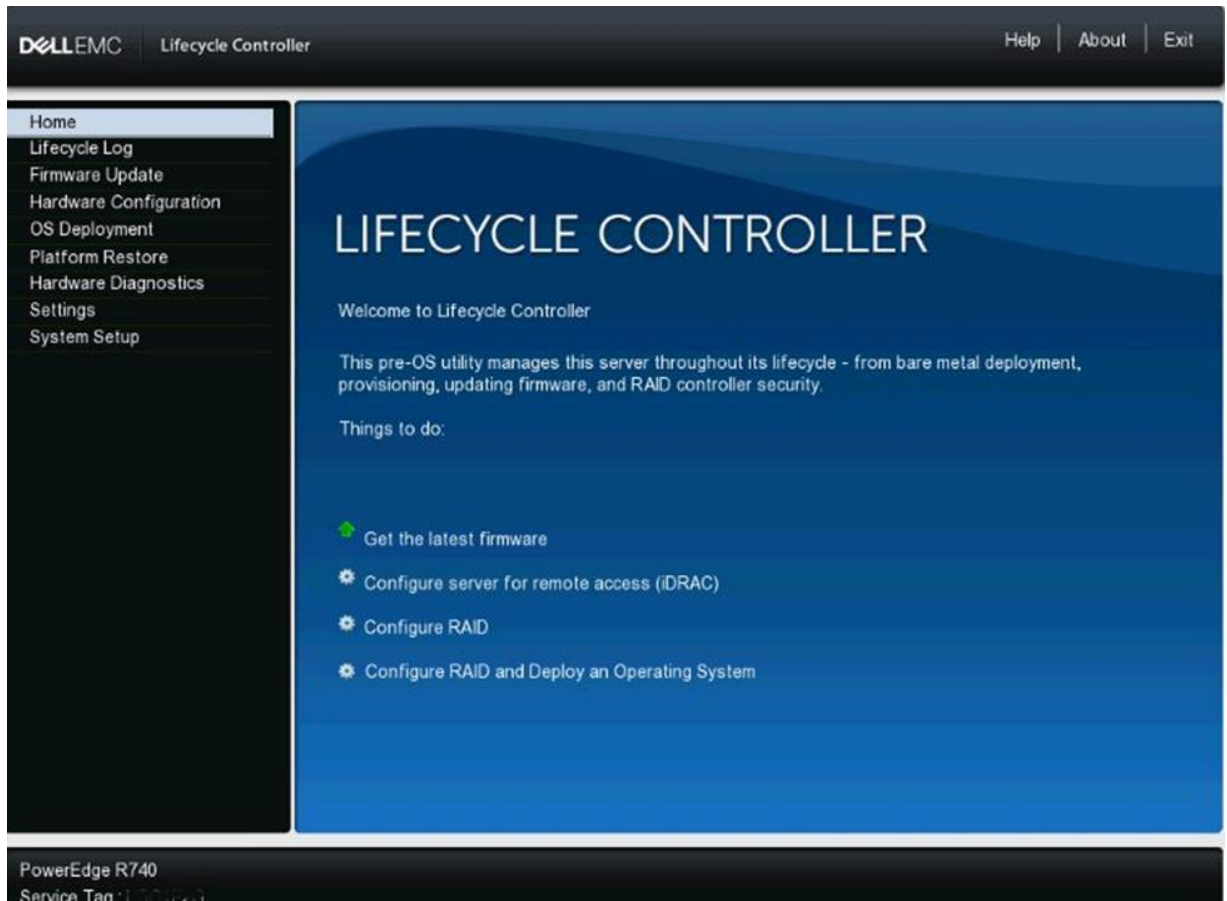 DELLEMC Lifecycle Controller
Help About Exit
Home
Lifecycle Log
Firmware Update
Hardware Configuration
OS Deployment
Platform Restore
Hardware Diagnostics
Settings
System Setup
LIFECYCLE CONTROLLER
Welcome to Lifecycle Controller
This pre-OS utility manages this server throughout its lifecycle - from bare metal deployment,
provisioning, updating firmware, and RAID controller security.
Things to do:
Get the latest firmware
Configure server for remote access (iDRAC)
Configure RAID
Configure RAID and Deploy an Operating System
PowerEdge R740
Service Tag: